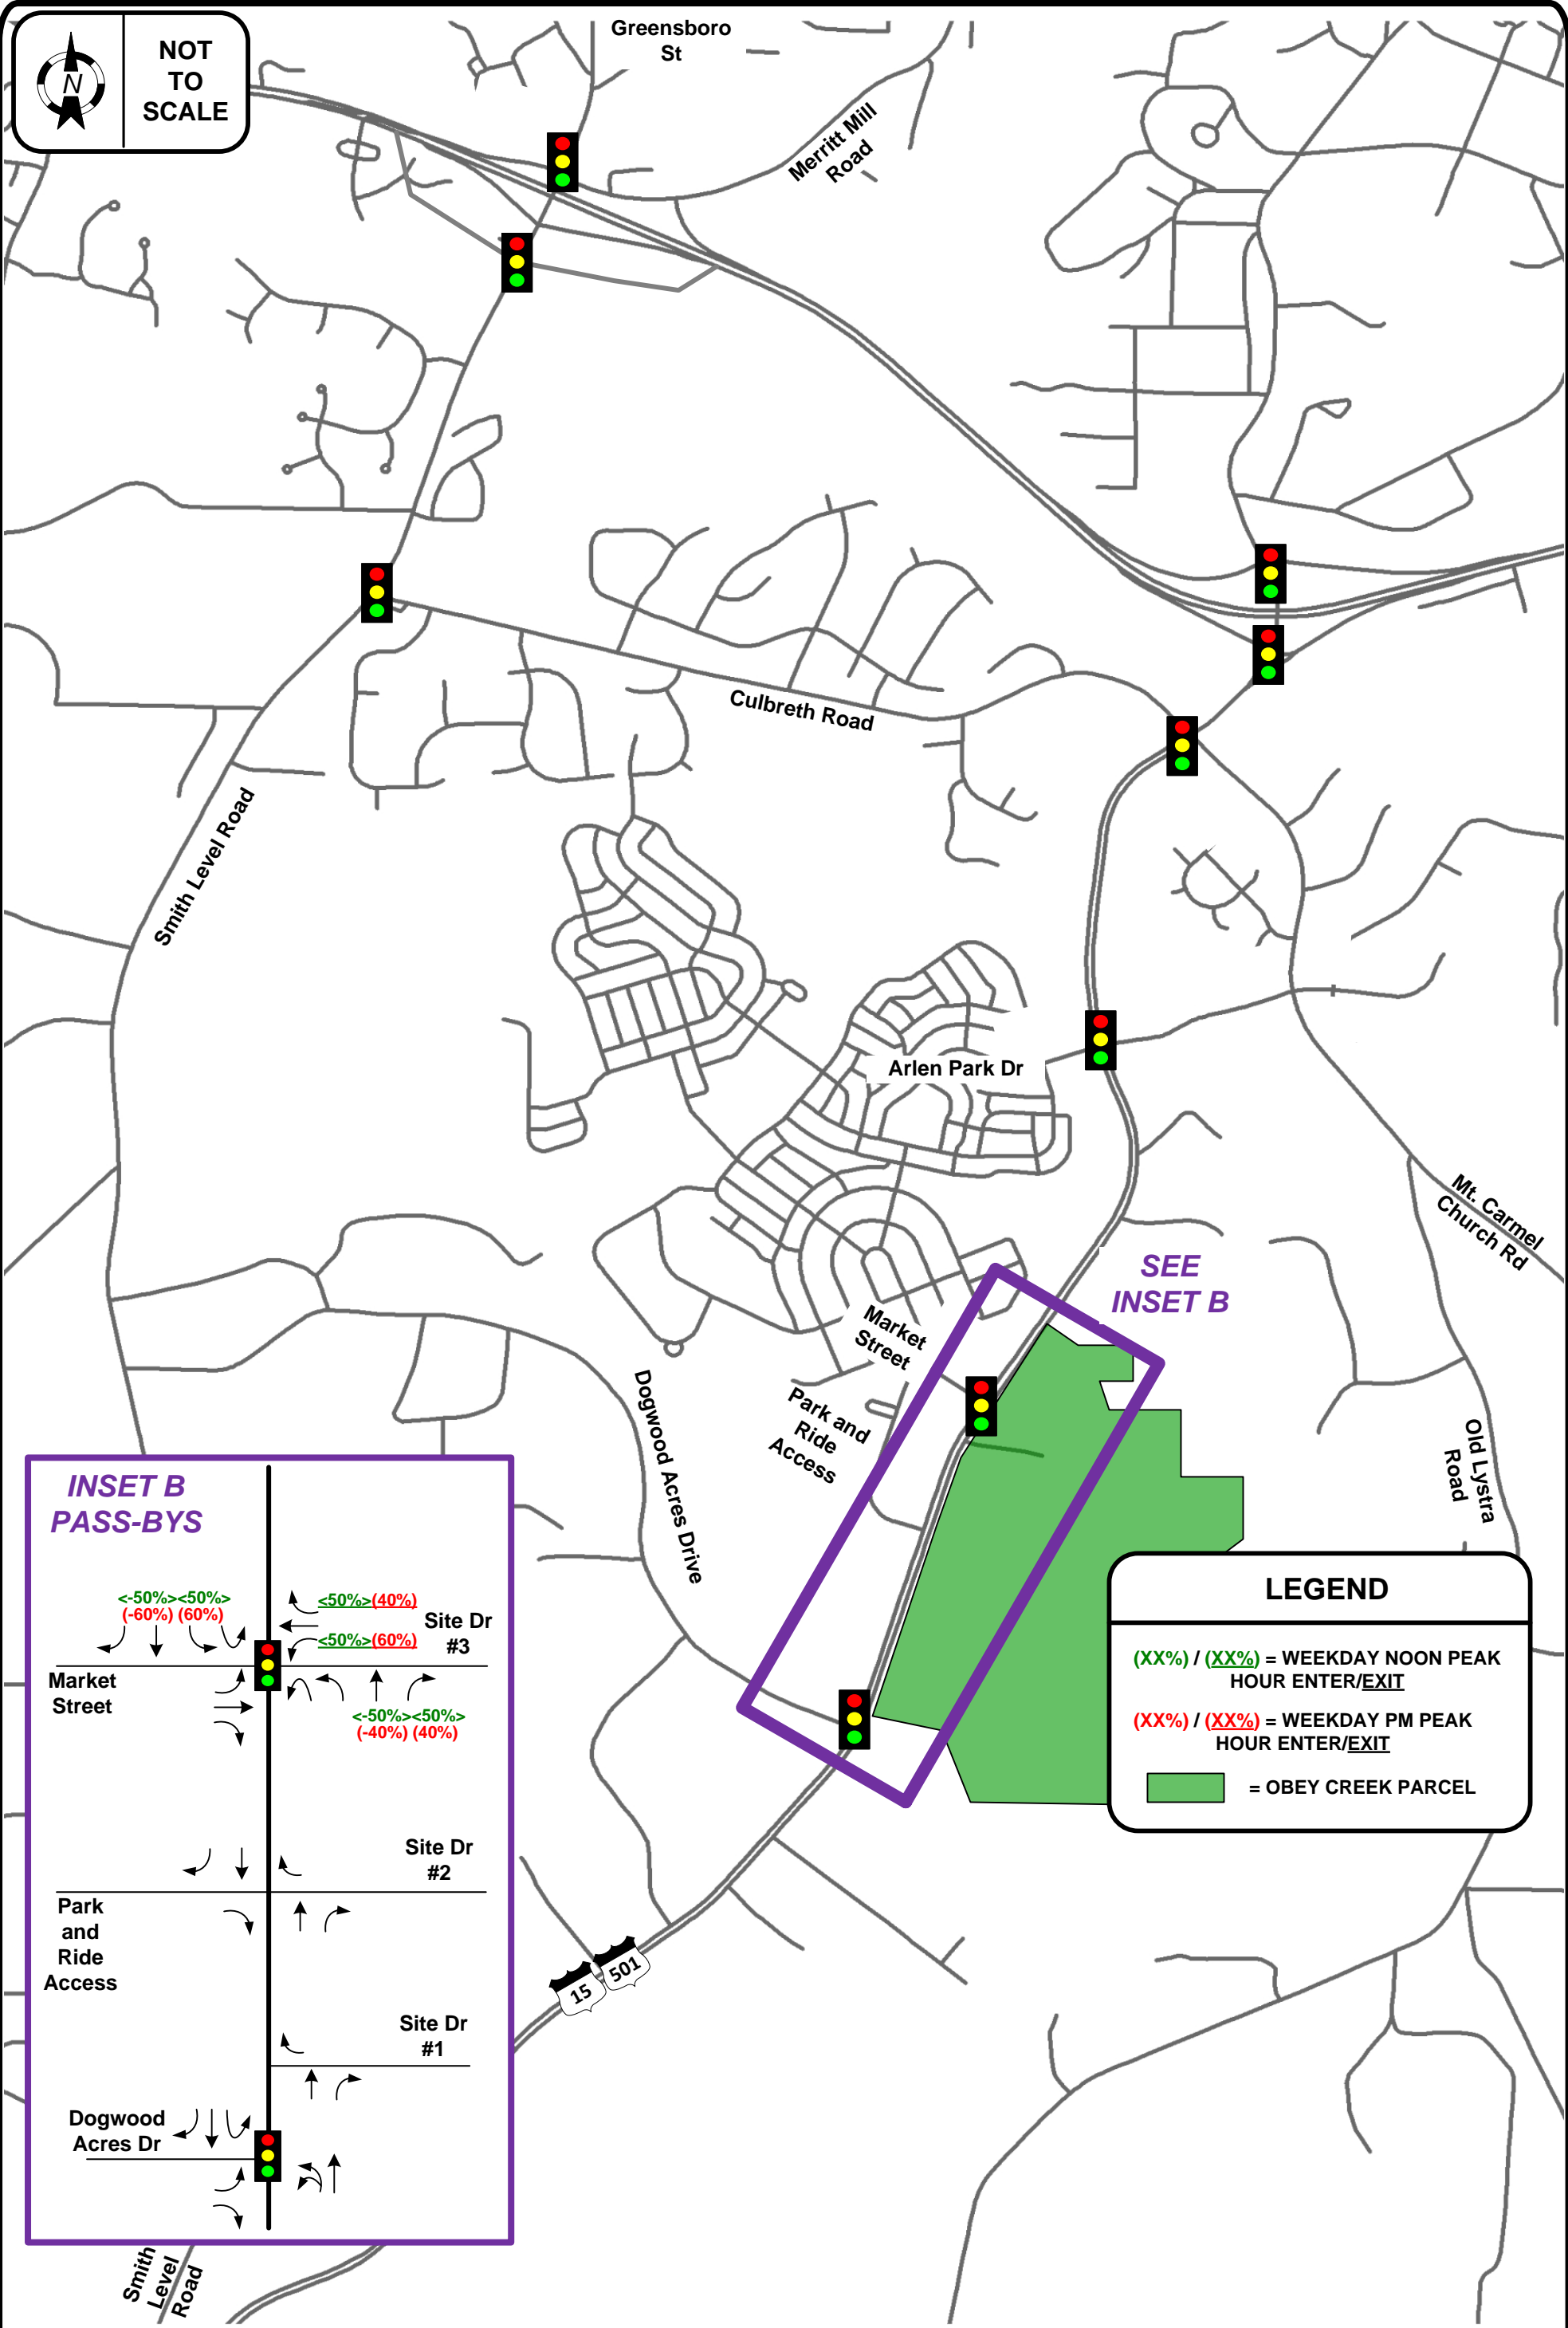 N
NOT
TO
SCALE
Greensboro
St
Merritt Mill
Road
Culbreth Road
Smith Level Road
Arlen Park Dr
Mt. Carmel
Church Rd
SEE
INSET B
Market
Street
Park and
Ride
Access
Dogwood Acres Drive
Old Lystra
Road
INSET B
PASS-BYS
<-50%><50%>
(-60%) (60%)
<50%>(40%)
Site Dr
#3
<50%>(60%)
Market
Street
<-50%><50%>
(-40%) (40%)
Site Dr
#2
Park
and
Ride
Access
Site Dr
#1
Dogwood
Acres Dr
LEGEND
(XX%) / (XX%) = WEEKDAY NOON PEAK
HOUR ENTER/EXIT
(XX%) / (XX%) = WEEKDAY PM PEAK
HOUR ENTER/EXIT
= OBEY CREEK PARCEL
15
501
Smith
Level
Road